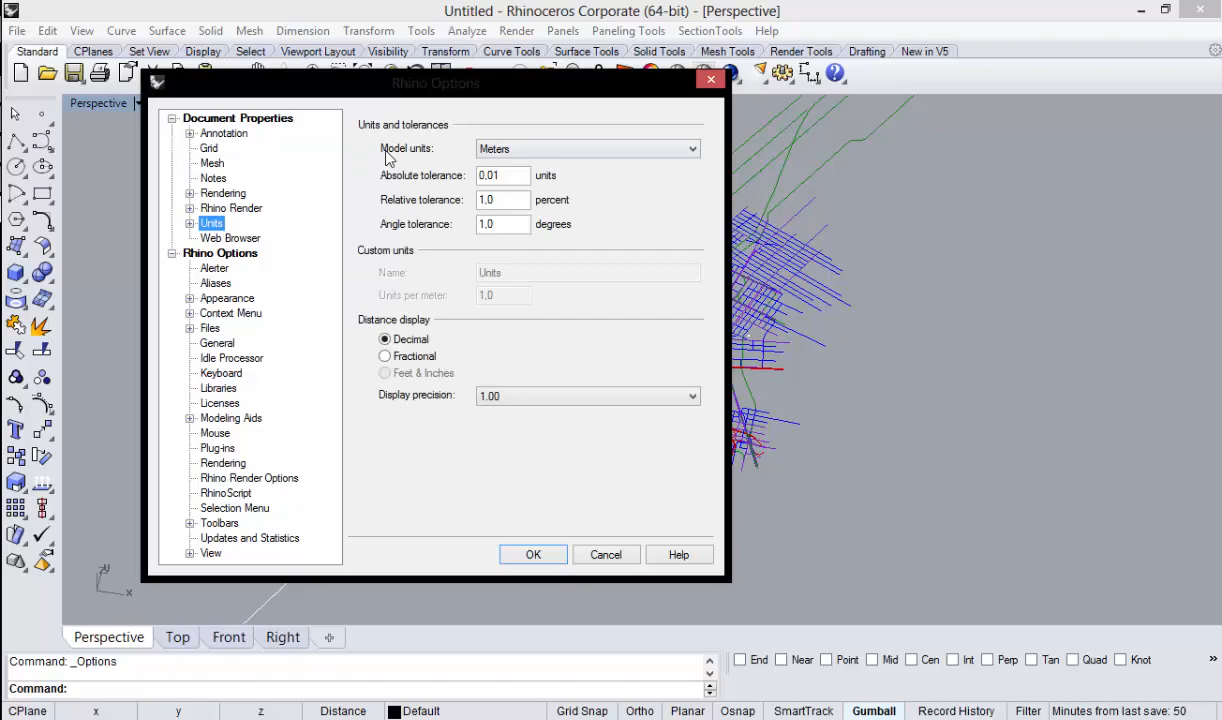 Untitled - Rhinoceros Corporate (64-bit) - [Perspective]
File Edit View Curve Surface Solid Mesh Dimension Transform Tools Analyze Render Panels Paneling Tools SectionTools Help
Standard CPlanes Set View Display Select Viewport Layout Visibility Transform Curve Tools Surface Tools Solid Tools Mesh Tools Render Tools Drafting New in V5
Perspective
Rhino Options
Document Properties
Annotation
Grid
Mesh
Notes
Rendering
Rhino Render
Units
Web Browser
Rhino Options
Alerter
Aliases
Appearance
Context Menu
Files
General
Idle Processor
Keyboard
Libraries
Licenses
Modeling Aids
Mouse
Plug-ins
Rendering
Rhino Render Options
RhinoScript
Selection Menu
Toolbars
Updates and Statistics
View
Units and tolerances
Model units: Meters
Absolute tolerance: 0,01 units
Relative tolerance: 1,0 percent
Angle tolerance: 1,0 degrees
Custom units
Name: Units
Units per meter: 1,0
Distance display
Decimal
Fractional
Feet & Inches
Display precision: 1.00
OK Cancel Help
y
x
Perspective Top Front Right
Command: _Options
Command:
End Near Point Mid Cen Int Perp Tan Quad Knot »
CPlane x y z Distance Default Grid Snap Ortho Planar Osnap SmartTrack Gumball Record History Filter Minutes from last save: 50